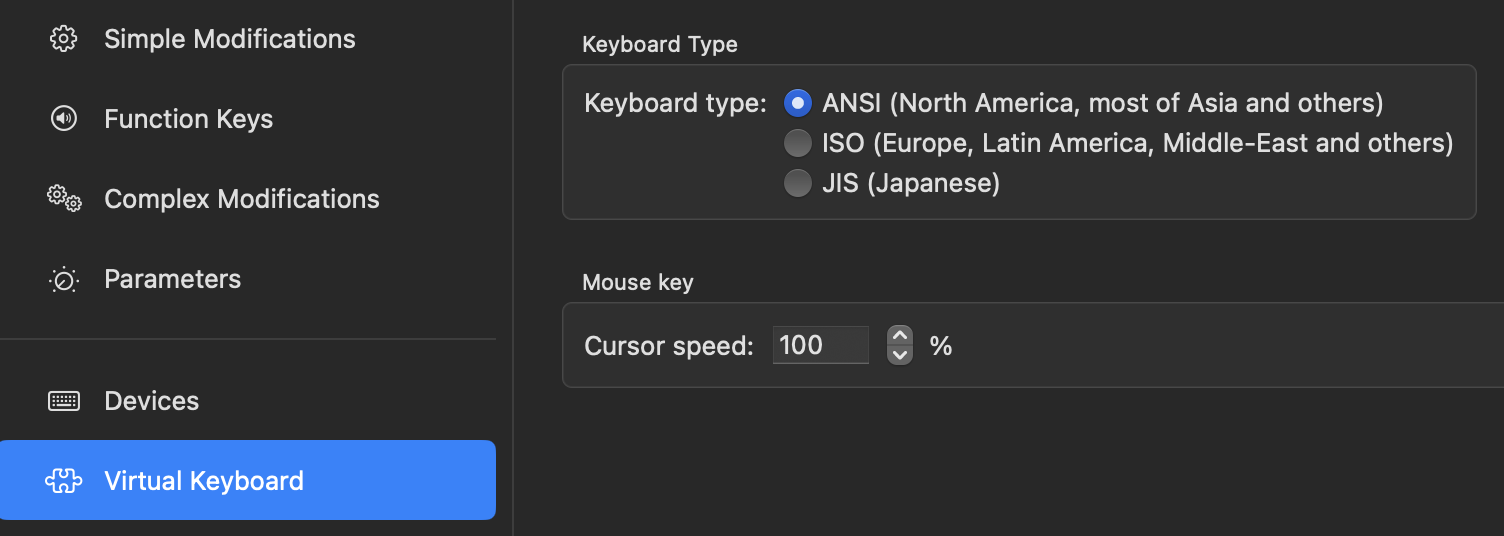 Simple Modifications
Function Keys
Complex Modifications
Parameters
Devices
Virtual Keyboard
Keyboard Type
Keyboard type: ANSI (North America, most of Asia and others)
ISO (Europe, Latin America, Middle-East and others)
JIS (Japanese)
Mouse key
Cursor speed: 100 %